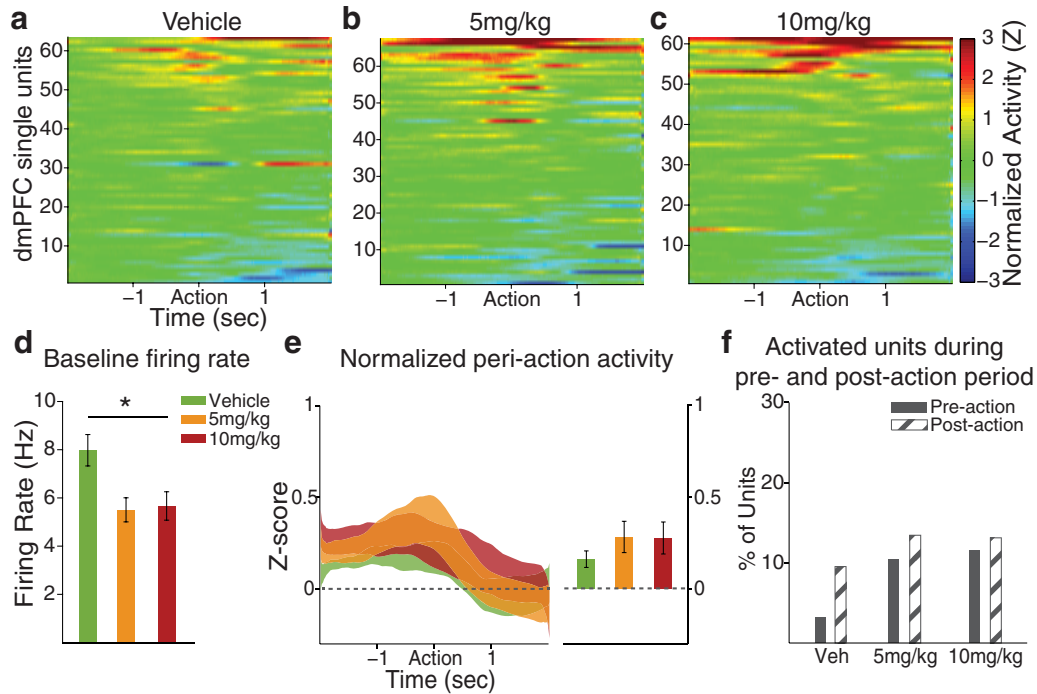 a Vehicle
b 5mg/kg
c 10mg/kg
dmPFC single units
60
50
40
30
20
10
−1 Action 1
Time (sec)
60
50
40
30
20
10
−1 Action 1
60
50
40
30
20
10
−1 Action 1
3
2
1
0
−1
−2
−3
Normalized Activity (Z)
d Baseline firing rate
Firing Rate (Hz)
10
8
6
4
2
*
Vehicle
5mg/kg
10mg/kg
e Normalized peri-action activity
Z-score
1
0.5
0
−1 Action 1
Time (sec)
1
0.5
0
f Activated units during
pre- and post-action period
% of Units
30
20
10
Pre-action
Post-action
Veh 5mg/kg 10mg/kg